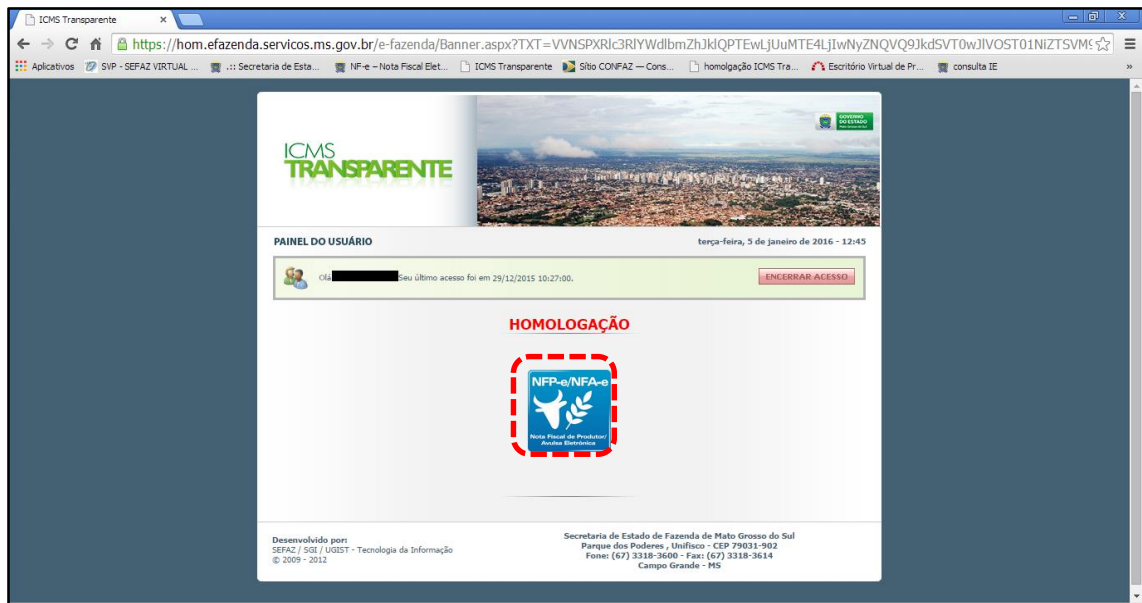 ICMS Transparente
https://hom.efazenda.servicos.ms.gov.br/e-fazenda/Banner.aspx?TXT=VVNSPXRlc3RlYWdlbmZhJklQPTEwLjUuMTE4LjIwNyZNQVQ9JkdSVT0wJlVOST01NiZTSVM9
Aplicativos SVP - SEFAZ VIRTUAL ... .:: Secretaria de Esta... NF-e – Nota Fiscal Elet... ICMS Transparente Sítio CONFAZ — Cons... homolgação ICMS Tra... Escritório Virtual de Pr... consulta IE »
GOVERNO
DO ESTADO
ICMS
TRANSPARENTE
PAINEL DO USUÁRIO terça-feira, 5 de janeiro de 2016 - 12:45
Olá Seu último acesso foi em 29/12/2015 10:27:00. ENCERRAR ACESSO
HOMOLOGAÇÃO
NFP-e/NFA-e
Nota Fiscal de Produtor/
Avulsa Eletrônica
Desenvolvido por:
SEFAZ / SGI / UGIST - Tecnologia da Informação
© 2009 - 2012
Secretaria de Estado de Fazenda de Mato Grosso do Sul
Parque dos Poderes , Unifisco - CEP 79031-902
Fone: (67) 3318-3600 - Fax: (67) 3318-3614
Campo Grande - MS